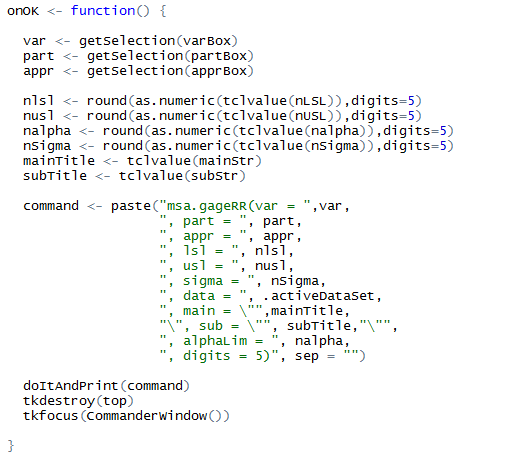 onOK <- function() {
var <- getSelection(varBox)
part <- getSelection(partBox)
appr <- getSelection(apprBox)
nlsl <- round(as.numeric(tclvalue(nLSL)),digits=5)
nusl <- round(as.numeric(tclvalue(nUSL)),digits=5)
nalpha <- round(as.numeric(tclvalue(nalpha)),digits=5)
nSigma <- round(as.numeric(tclvalue(nSigma)),digits=5)
mainTitle <- tclvalue(mainStr)
subTitle <- tclvalue(subStr)
command <- paste("msa.gageRR(var = ",var,
", part = ", part,
", appr = ", appr,
", lsl = ", nlsl,
", usl = ", nusl,
", sigma = ", nSigma,
", data = ", .activeDataSet,
", main = \"",mainTitle,
"\", sub = \"", subTitle,"\"",
", alphaLim = ", nalpha,
", digits = 5)", sep = "")
doItAndPrint(command)
tkdestroy(top)
tkfocus(CommanderWindow())
}